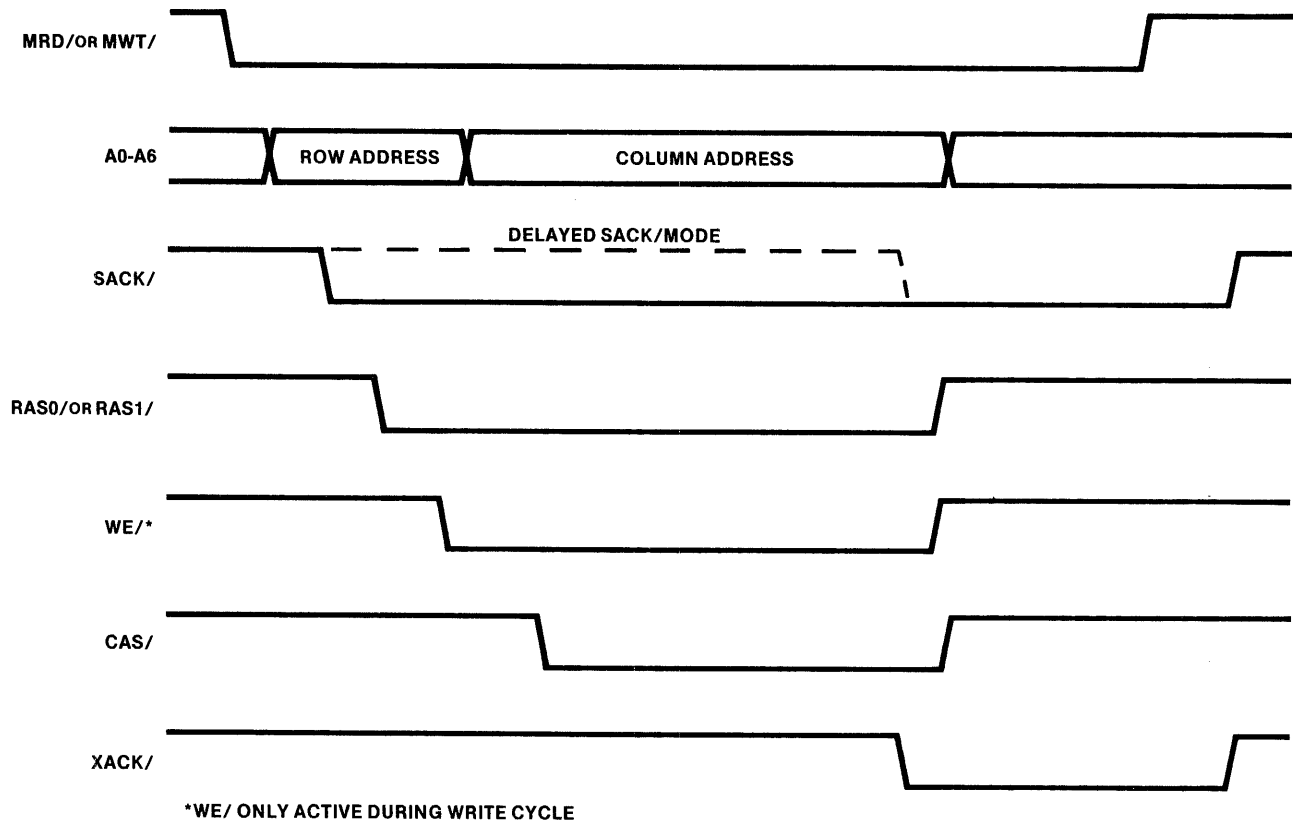 MRD/OR MWT/
A0-A6
ROW ADDRESS
COLUMN ADDRESS
DELAYED SACK/MODE
SACK/
RAS0/OR RAS1/
WE/*
CAS/
XACK/
*WE/ ONLY ACTIVE DURING WRITE CYCLE